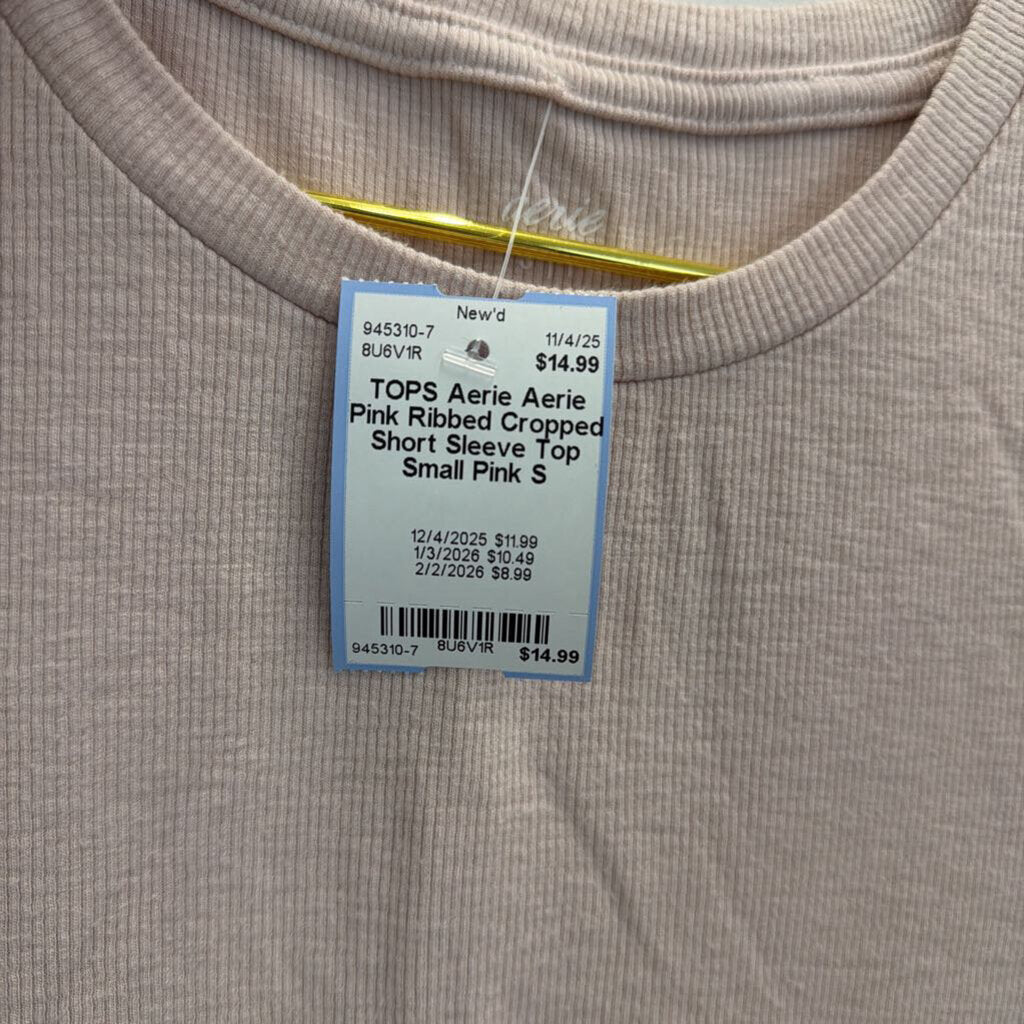 aerie
New'd
945310-7 11/4/25
8U6V1R $14.99
TOPS Aerie Aerie
Pink Ribbed Cropped
Short Sleeve Top
Small Pink S
12/4/2025 $11.99
1/3/2026 $10.49
2/2/2026 $8.99
945310-7 8U6V1R $14.99